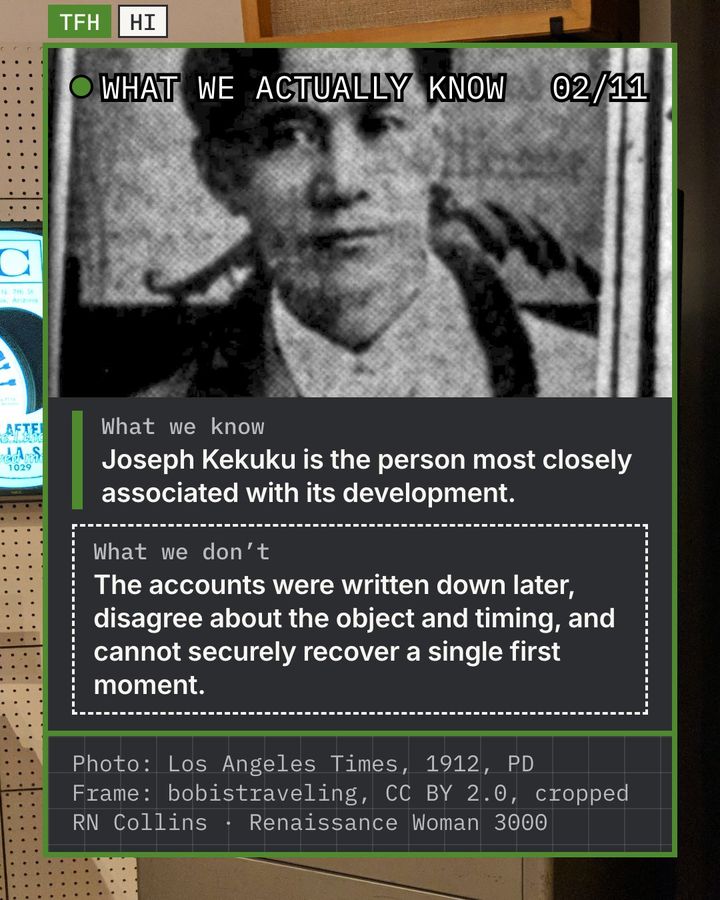 TFH HI
WHAT WE ACTUALLY KNOW 02/11
What we know
Joseph Kekuku is the person most closely
associated with its development.
What we don’t
The accounts were written down later,
disagree about the object and timing, and
cannot securely recover a single first
moment.
Photo: Los Angeles Times, 1912, PD
Frame: bobistraveling, CC BY 2.0, cropped
RN Collins · Renaissance Woman 3000
C
AFTER
1029